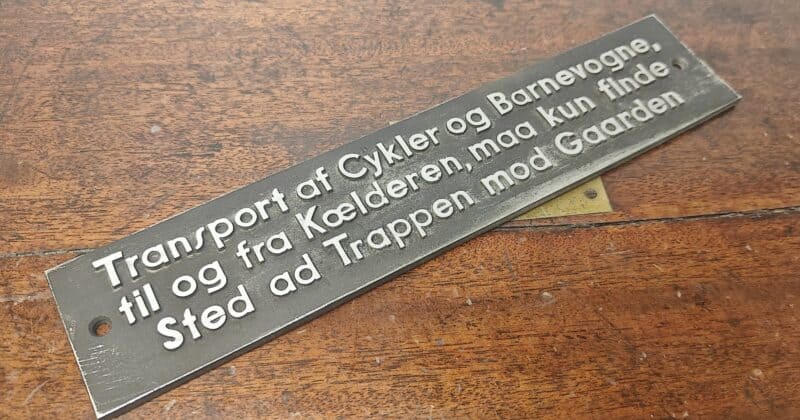 Transport af Cykler og Barnevogne,
til og fra Kælderen, maa kun finde
Sted ad Trappen mod Gaarden